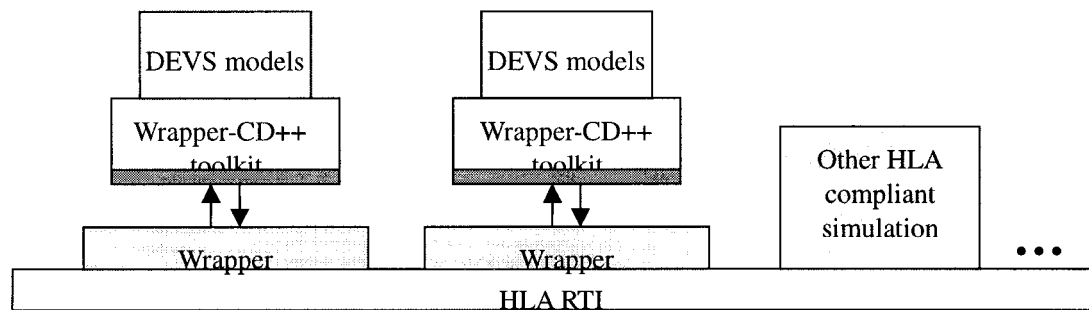 DEVS models
DEVS models
Wrapper-CD++
toolkit
Wrapper-CD++
toolkit
Other HLA
compliant
simulation
Wrapper
Wrapper
HLA RTI